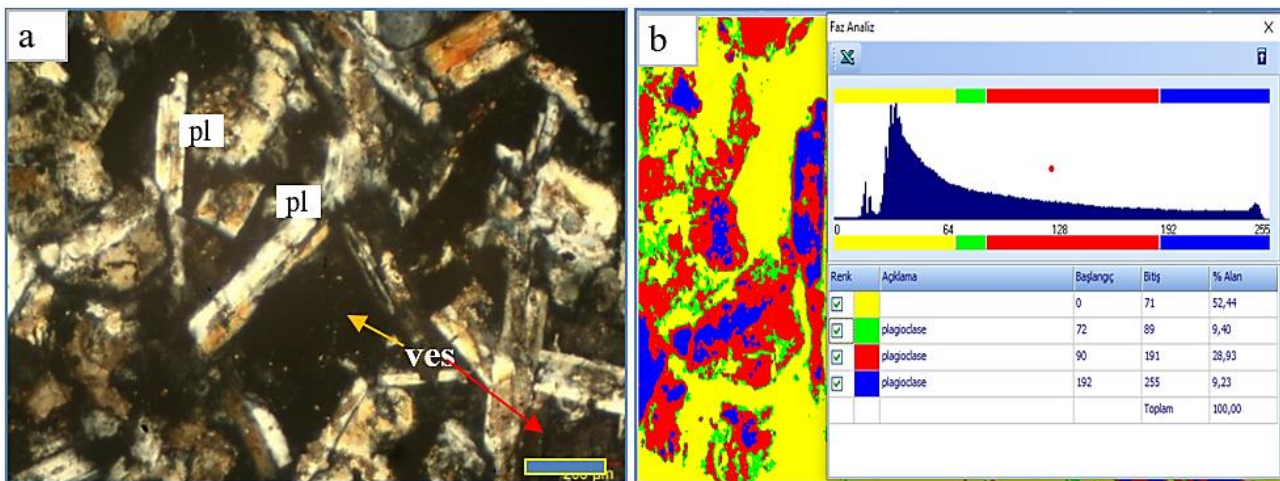 a
pl
pl
ves
200 µm
b
Faz Analiz
X
0 64 128 192 255
Renk Açıklama Başlangıç Bitiş % Alan
0 71 52,44
plagioclase 72 89 9,40
plagioclase 90 191 28,93
plagioclase 192 255 9,23
Toplam 100,00